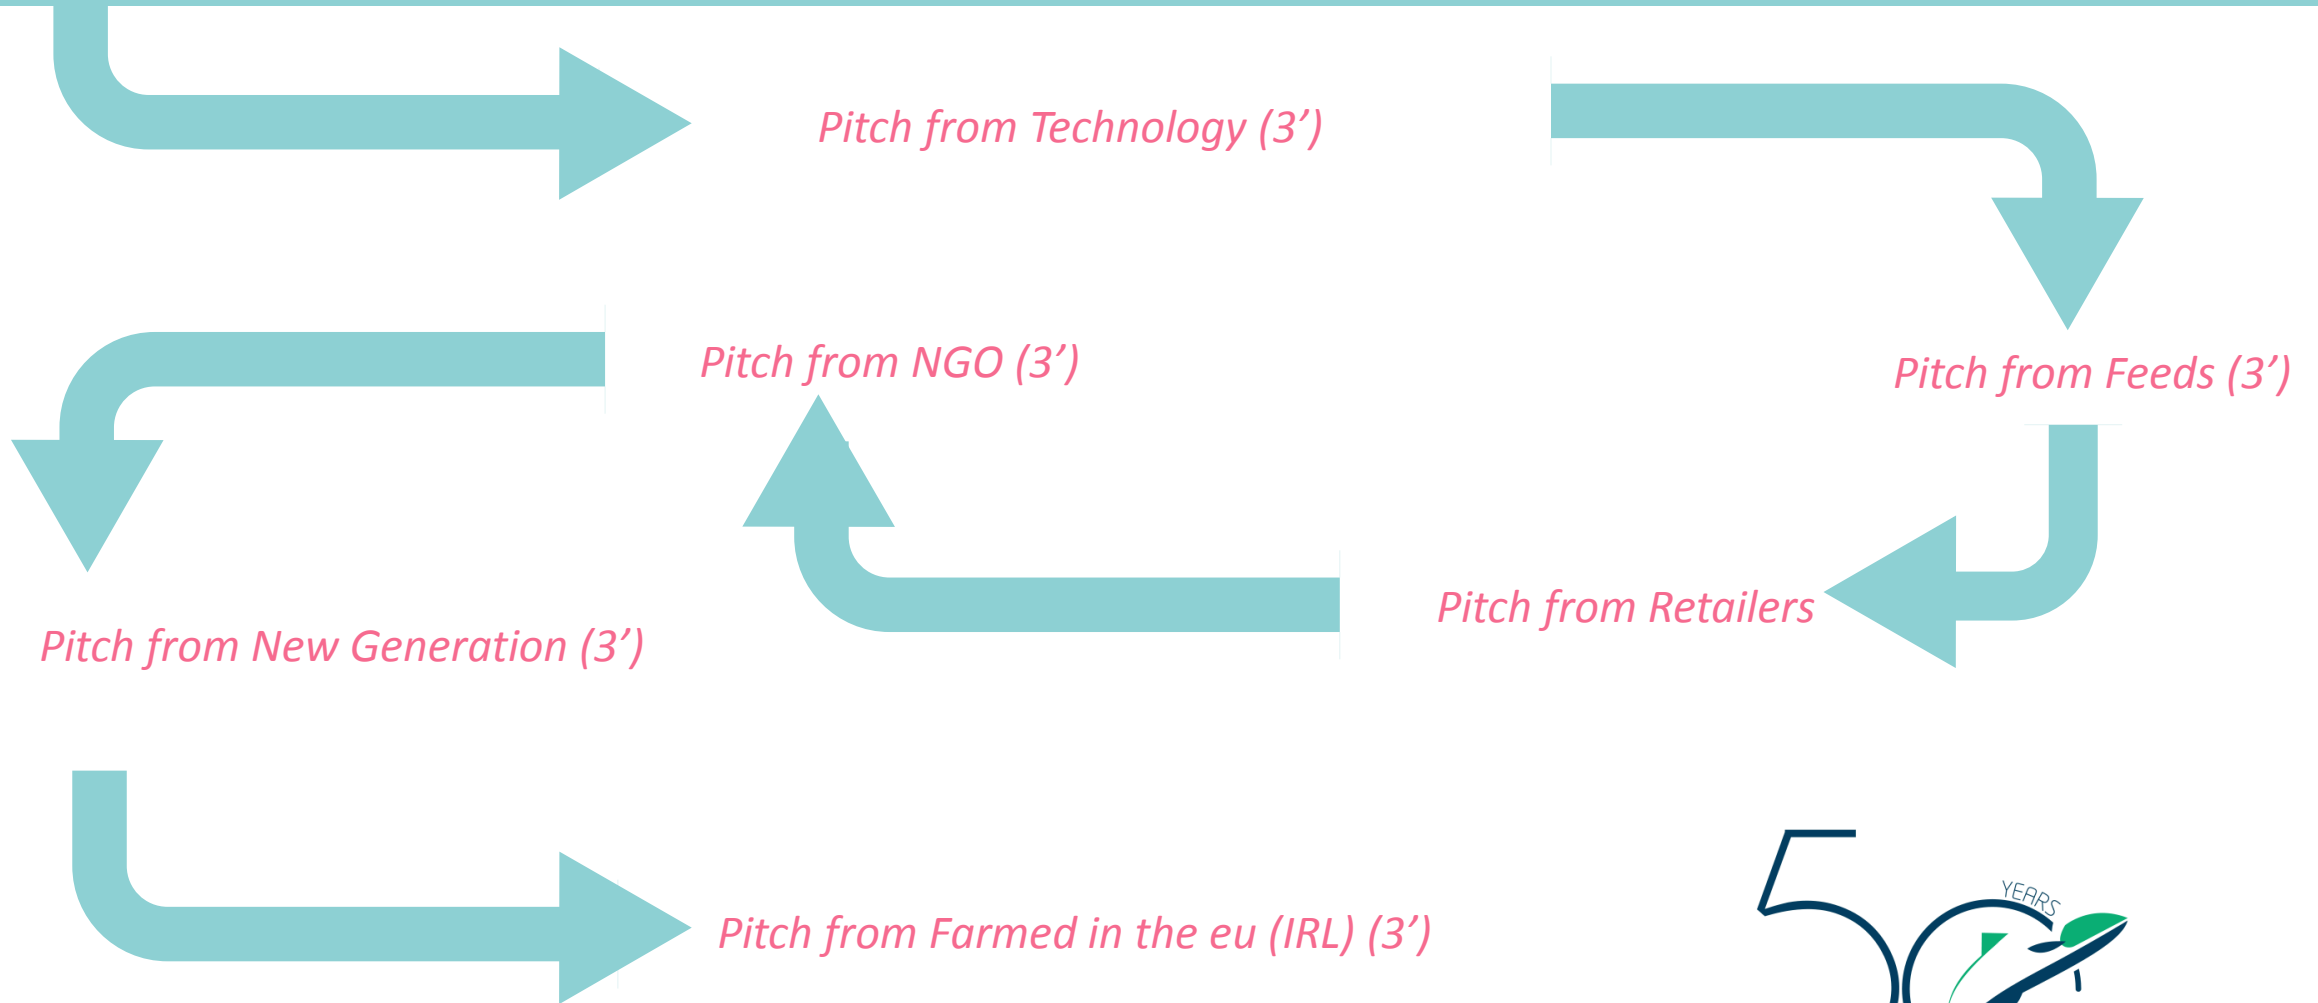 Pitch from Technology (3’)
Pitch from NGO (3’)
Pitch from Feeds (3’)
Pitch from Retailers
Pitch from New Generation (3’)
Pitch from Farmed in the eu (IRL) (3’)
50
YEARS